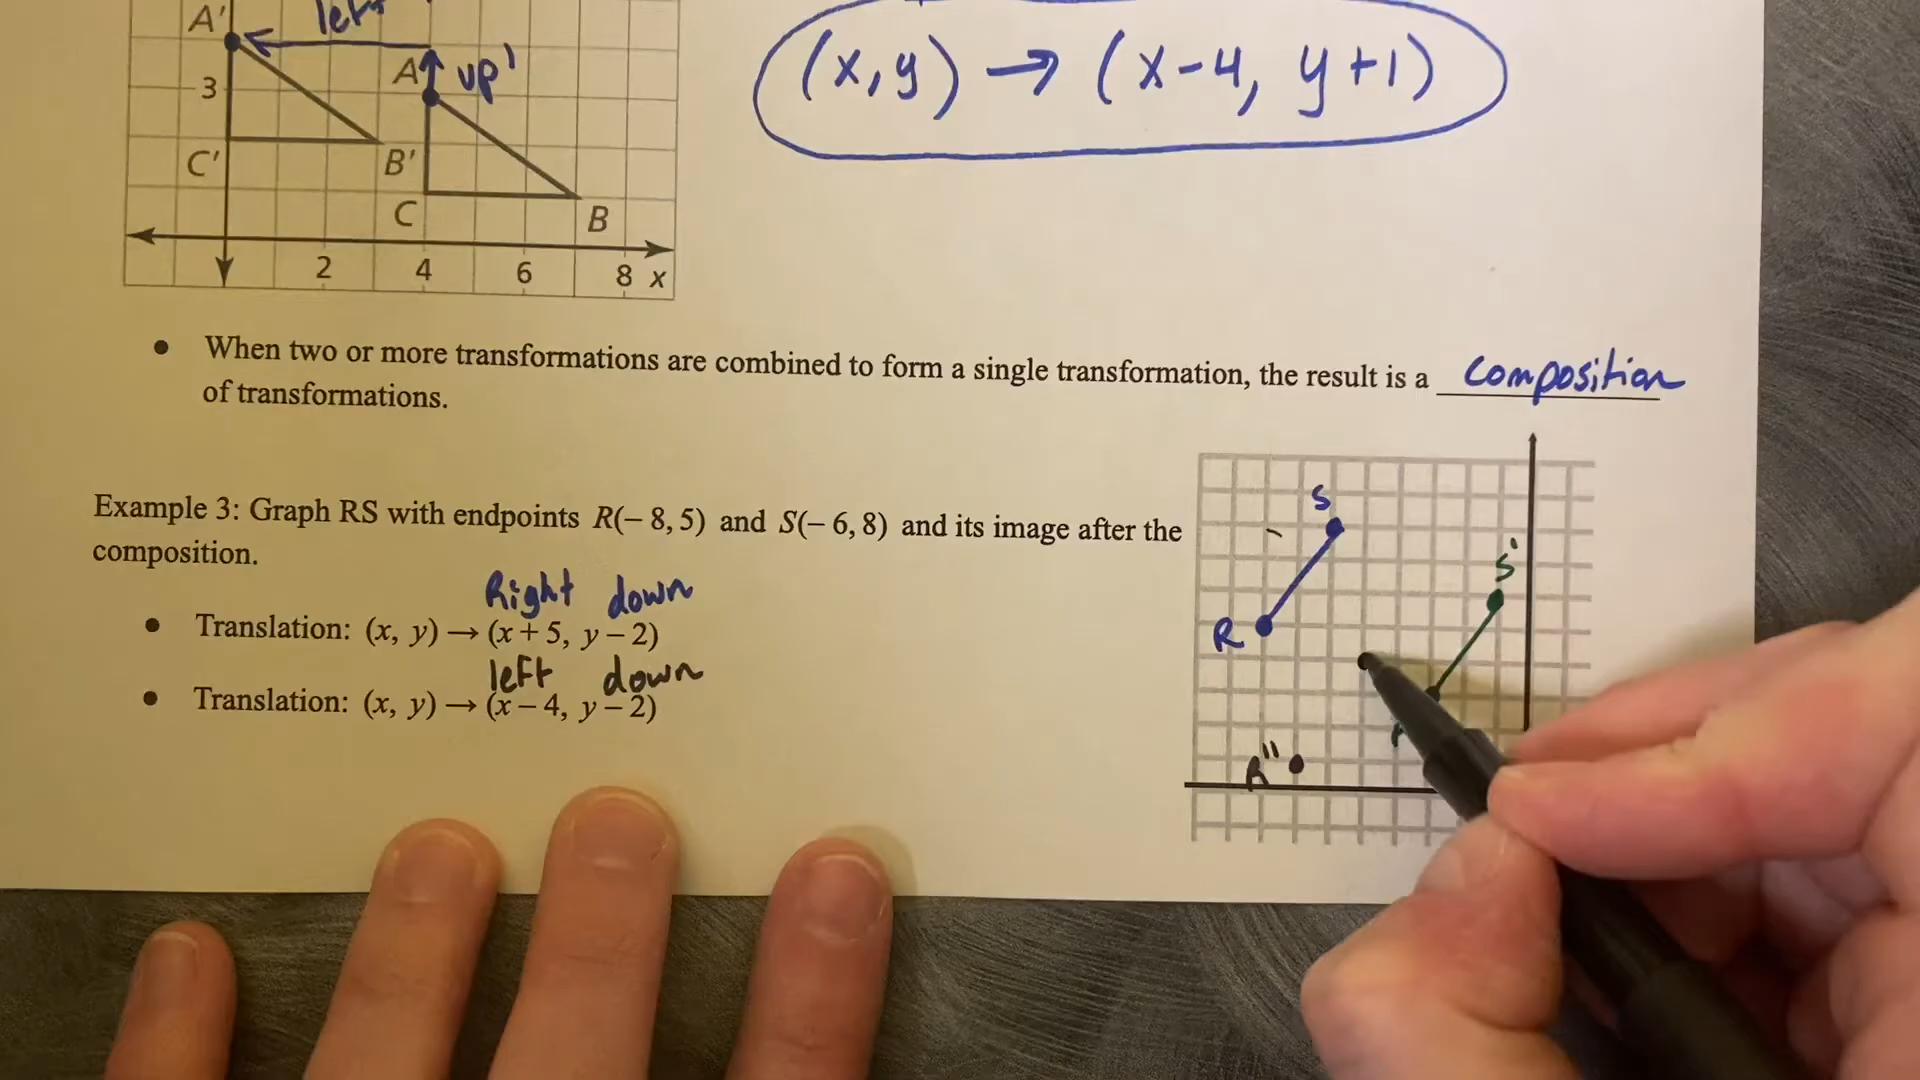 A'
left
(x, y) → (x-4, y+1)
A up 1
3
C' B'
C B
2 4 6 8 x
• When two or more transformations are combined to form a single transformation, the result is a composition
of transformations.
Example 3: Graph RS with endpoints R(– 8, 5) and S(– 6, 8) and its image after the
composition.
Right down
• Translation: (x, y) → (x + 5, y – 2)
left down
• Translation: (x, y) → (x – 4, y – 2)
S
S'
R
R''